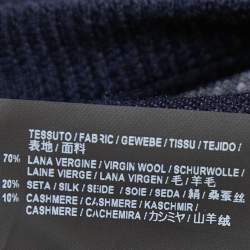 TESSUTO / FABRIC / GEWEBE / TISSU / TEJIDO /
表地 / 面料
70% LANA VERGINE / VIRGIN WOOL / SCHURWOLLE /
LAINE VIERGE / LANA VIRGEN / 毛 / 羊毛
20% SETA / SILK / SEIDE / SOIE / SEDA / 絹 / 桑蚕丝
10% CASHMERE / CASHMERE / KASCHMIR /
CASHMERE / CACHEMIRA / カシミヤ / 山羊绒